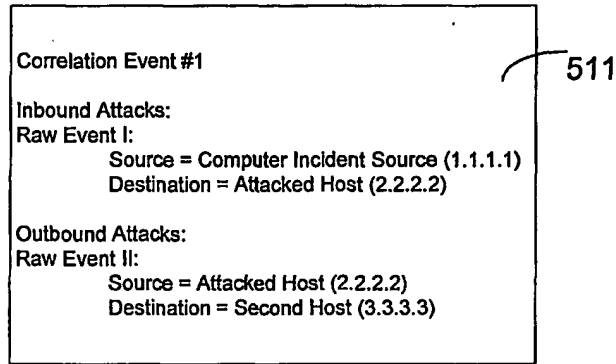 Correlation Event #1
511
Inbound Attacks:
Raw Event I:
Source = Computer Incident Source (1.1.1.1)
Destination = Attacked Host (2.2.2.2)
Outbound Attacks:
Raw Event II:
Source = Attacked Host (2.2.2.2)
Destination = Second Host (3.3.3.3)